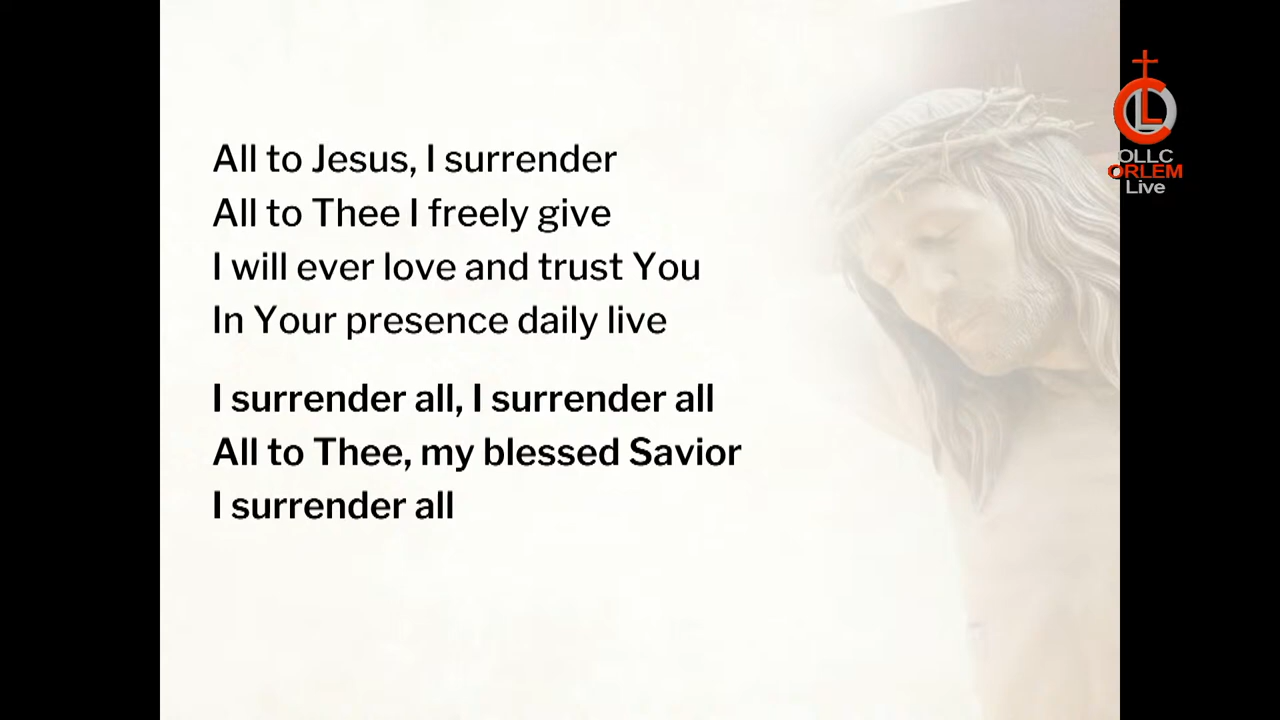 All to Jesus, I surrender
All to Thee I freely give
I will ever love and trust You
In Your presence daily live
I surrender all, I surrender all
All to Thee, my blessed Savior
I surrender all
OLLC
ORLEM
Live